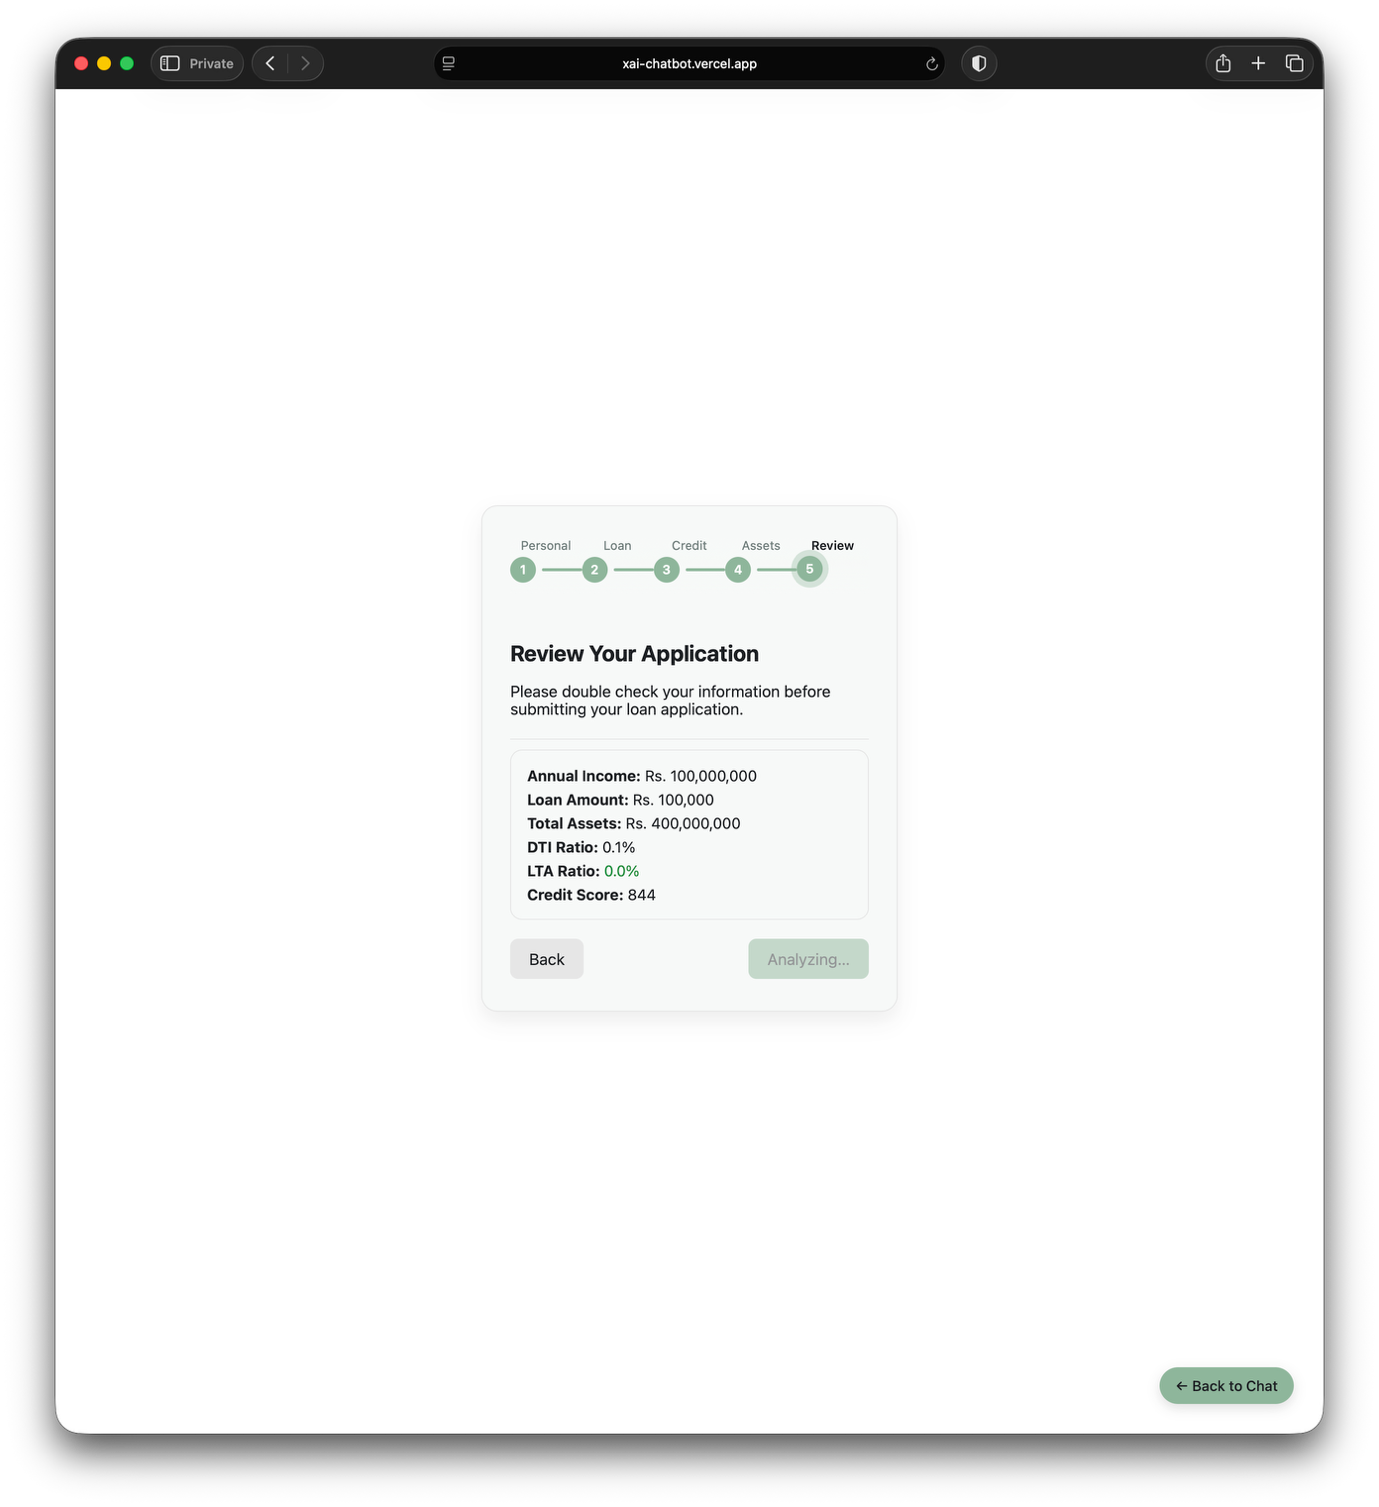 Private
xai-chatbot.vercel.app
Personal Loan Credit Assets Review
1 2 3 4 5
Review Your Application
Please double check your information before
submitting your loan application.
Annual Income: Rs. 100,000,000
Loan Amount: Rs. 100,000
Total Assets: Rs. 400,000,000
DTI Ratio: 0.1%
LTA Ratio: 0.0%
Credit Score: 844
Back Analyzing...
← Back to Chat